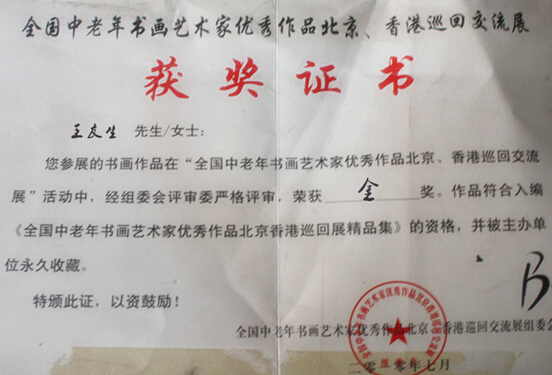 全国中老年书画艺术家优秀作品北京、香港巡回交流展
获奖证书
王友生 先生/女士:
您参展的书画作品在“全国中老年书画艺术家优秀作品北京、香港巡回交流
展”活动中，经组委会评审委严格评审，荣获 金 奖。作品符合入编
《全国中老年书画艺术家优秀作品北京香港巡回展精品集》的资格，并被主办单
位永久收藏。
特颁此证，以资鼓励！
全国中老年书画艺术家优秀作品北京、香港巡回交流展组委会
年七月